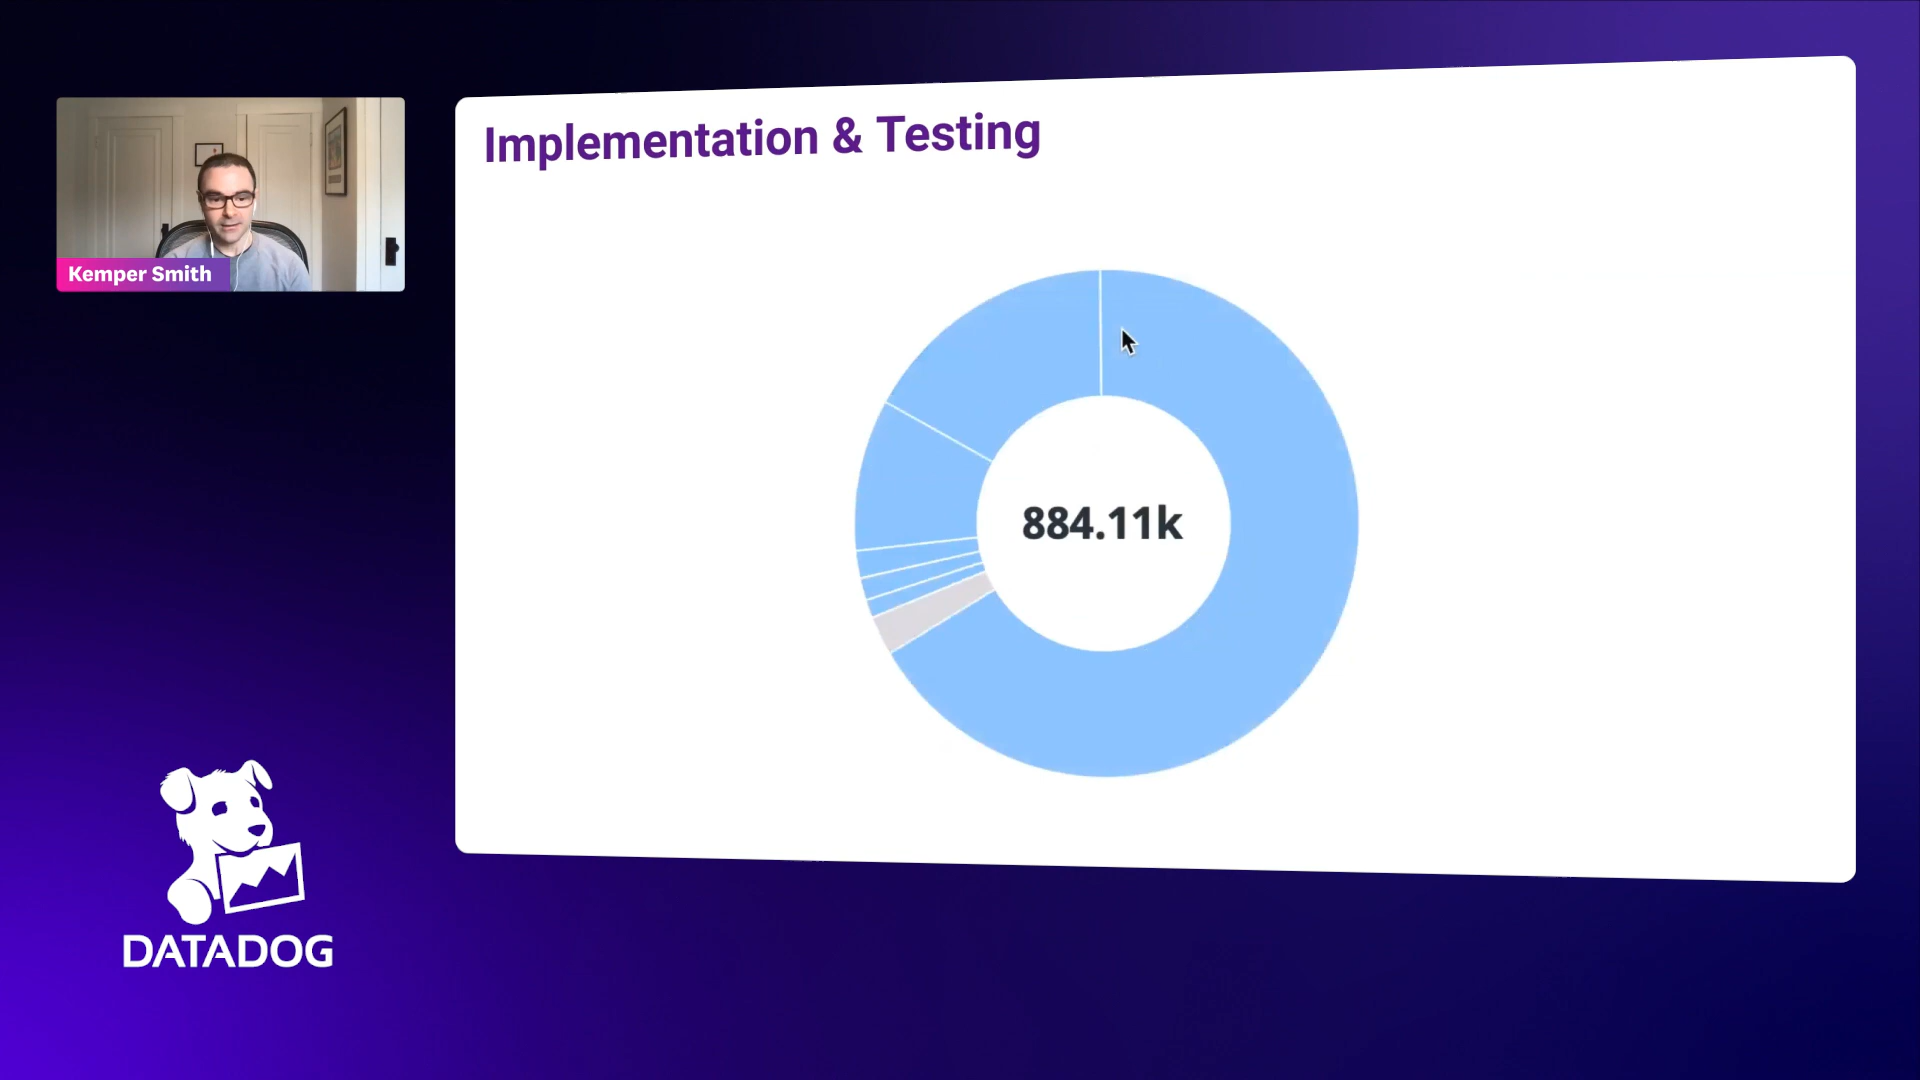 Implementation & Testing
Kemper Smith
884.11k
DATADOG